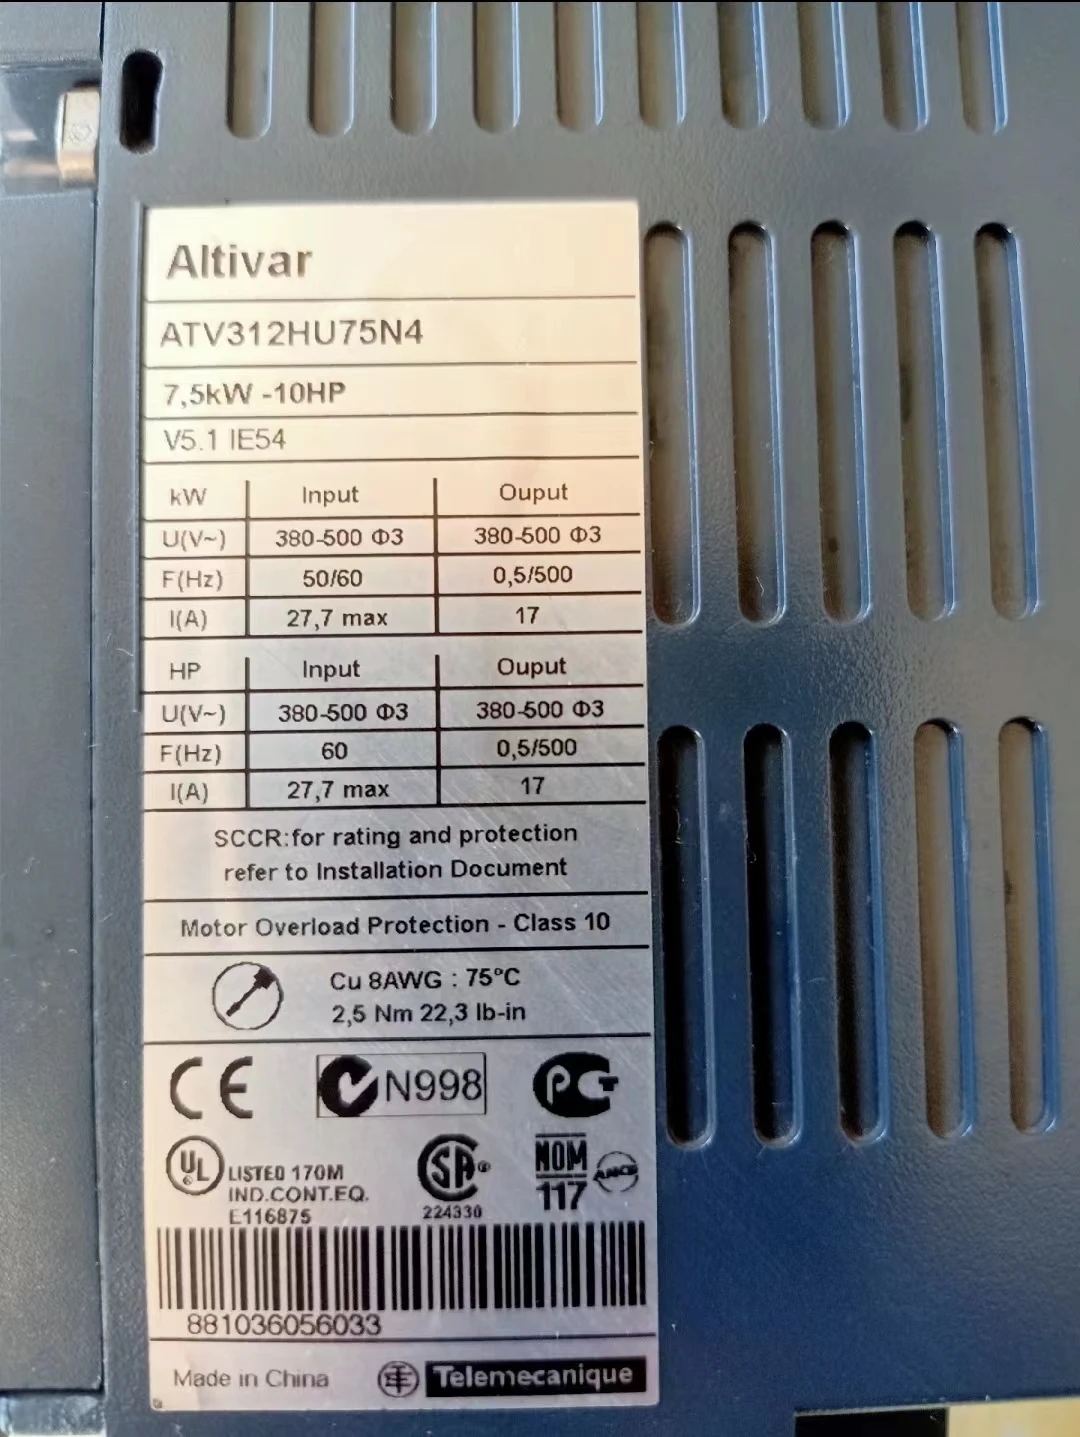 Altivar
ATV312HU75N4
7,5kW -10HP
V5.1 IE54
kW Input Ouput
U(V~) 380-500 Φ3 380-500 Φ3
F(Hz) 50/60 0,5/500
I(A) 27,7 max 17
HP Input Ouput
U(V~) 380-500 Φ3 380-500 Φ3
F(Hz) 60 0,5/500
I(A) 27,7 max 17
SCCR:for rating and protection
refer to Installation Document
Motor Overload Protection - Class 10
Cu 8AWG : 75°C
2,5 Nm 22,3 lb-in
CE N998 PCT
UL LISTED 170M
IND.CONT.EQ.
E116875
SA ®
224330
NOM
117
ANCE
881036056033
Made in China Telemecanique